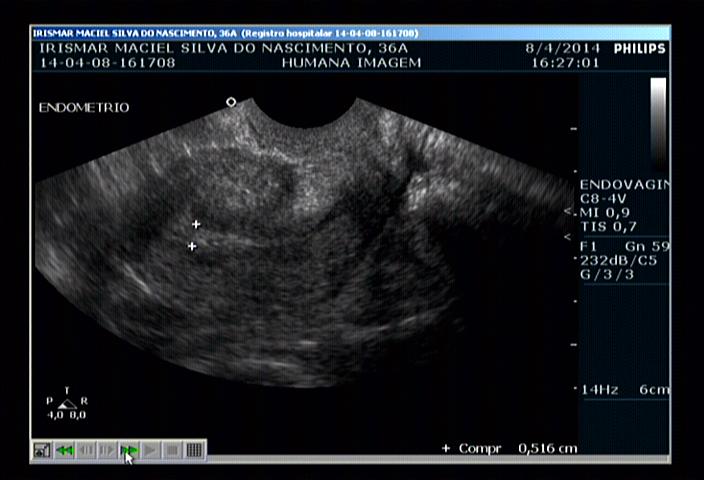 IRISMAR MACIEL SILVA DO NASCIMENTO, 36A (Registro hospitalar 14-04-08-161708)
IRISMAR MACIEL SILVA DO NASCIMENTO, 36A 8/4/2014 PHILIPS
14-04-08-161708 HUMANA IMAGEM 16:27:01
ENDOMETRIO
ENDOVAGIN
C8-4V
MI 0,9
TIS 0,7
F1 Gn 59
232dB/C5
G/3/3
T
P R
4,0 8,0
14Hz 6cm
+ Compr 0,516 cm